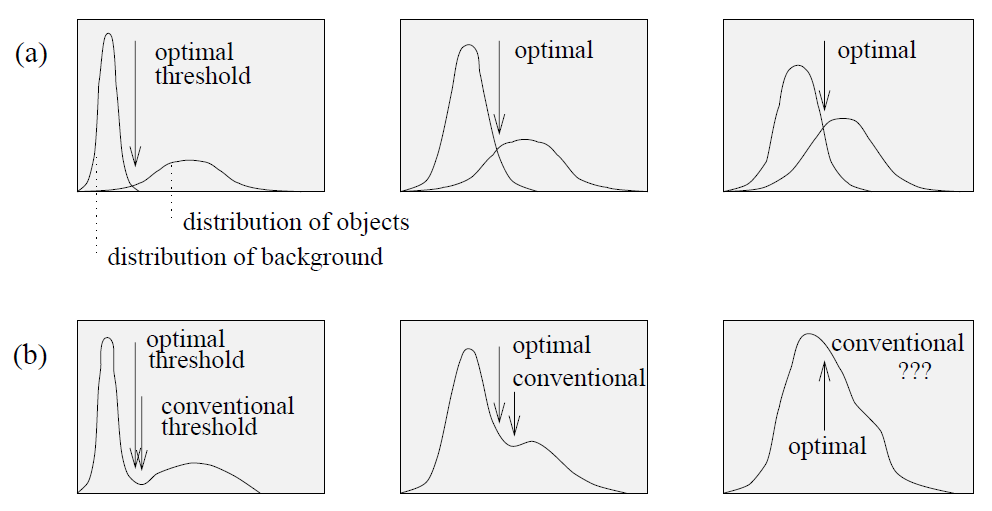 (a)
optimal
threshold
optimal
optimal
distribution of objects
distribution of background
(b)
optimal
threshold
conventional
threshold
optimal
conventional
conventional
???
optimal